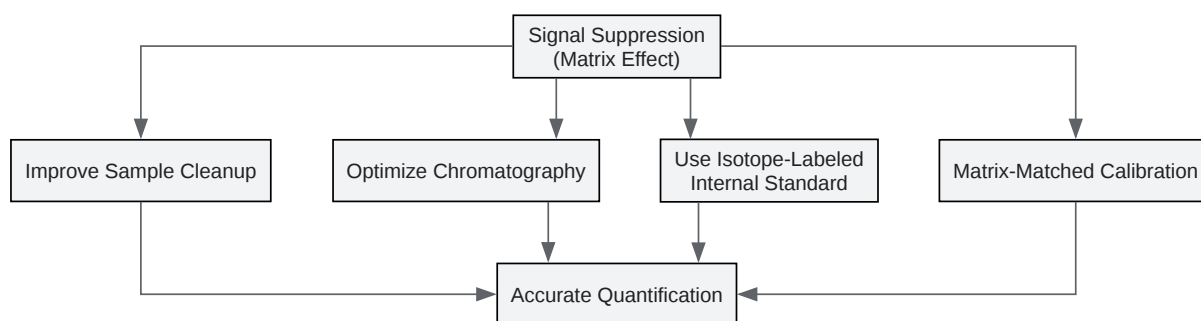 Signal Suppression
(Matrix Effect)
Improve Sample Cleanup
Optimize Chromatography
Use Isotope-Labeled
Internal Standard
Matrix-Matched Calibration
Accurate Quantification